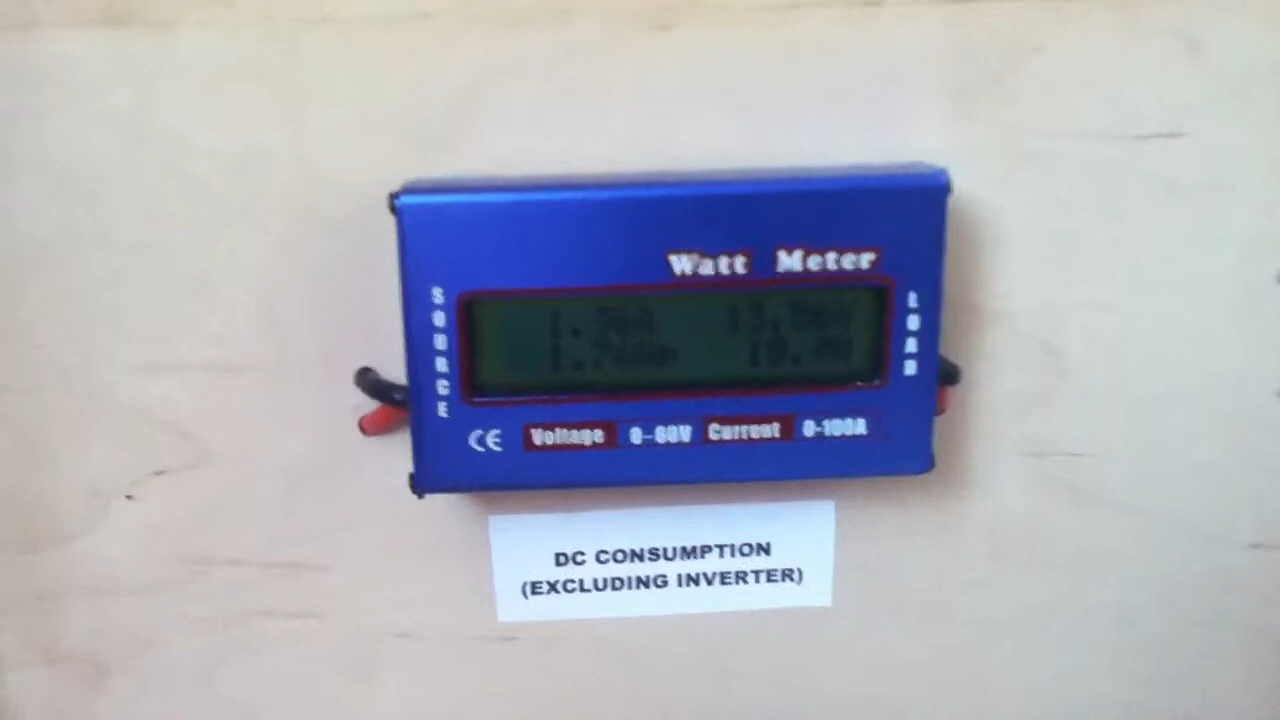 Watt Meter
SOURCE
LOAD
CE Voltage 0-60V Current 0-100A
DC CONSUMPTION
(EXCLUDING INVERTER)